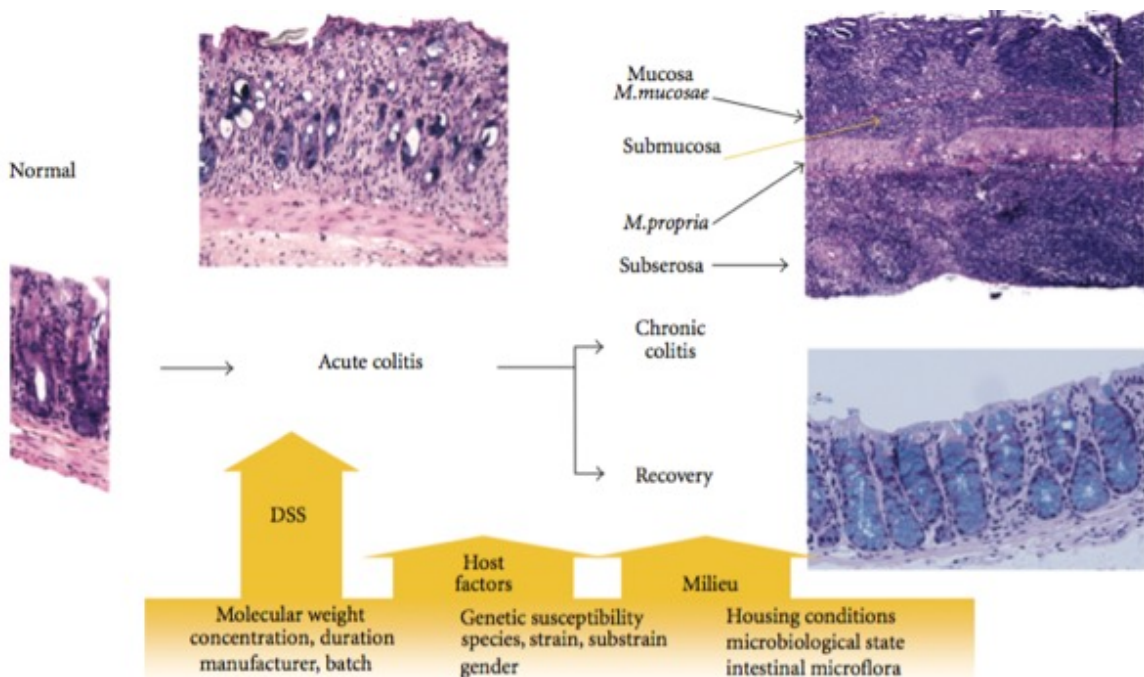 Normal
Mucosa
M.mucosae
Submucosa
M.propria
Subserosa
Acute colitis
Chronic
colitis
Recovery
DSS
Host
factors
Milieu
Molecular weight
concentration, duration
manufacturer, batch
Genetic susceptibility
species, strain, substrain
gender
Housing conditions
microbiological state
intestinal microflora